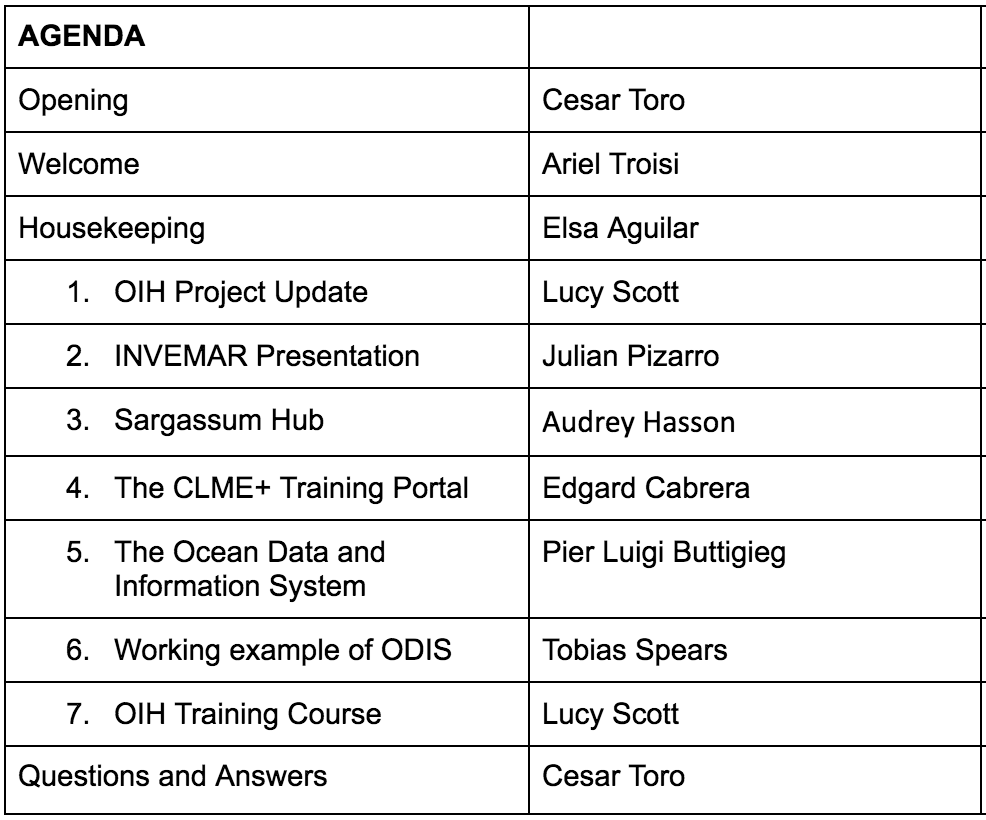 AGENDA
Opening Cesar Toro
Welcome Ariel Troisi
Housekeeping Elsa Aguilar
1. OIH Project Update Lucy Scott
2. INVEMAR Presentation Julian Pizarro
3. Sargassum Hub Audrey Hasson
4. The CLME+ Training Portal Edgard Cabrera
5. The Ocean Data and Pier Luigi Buttigieg
Information System
6. Working example of ODIS Tobias Spears
7. OIH Training Course Lucy Scott
Questions and Answers Cesar Toro